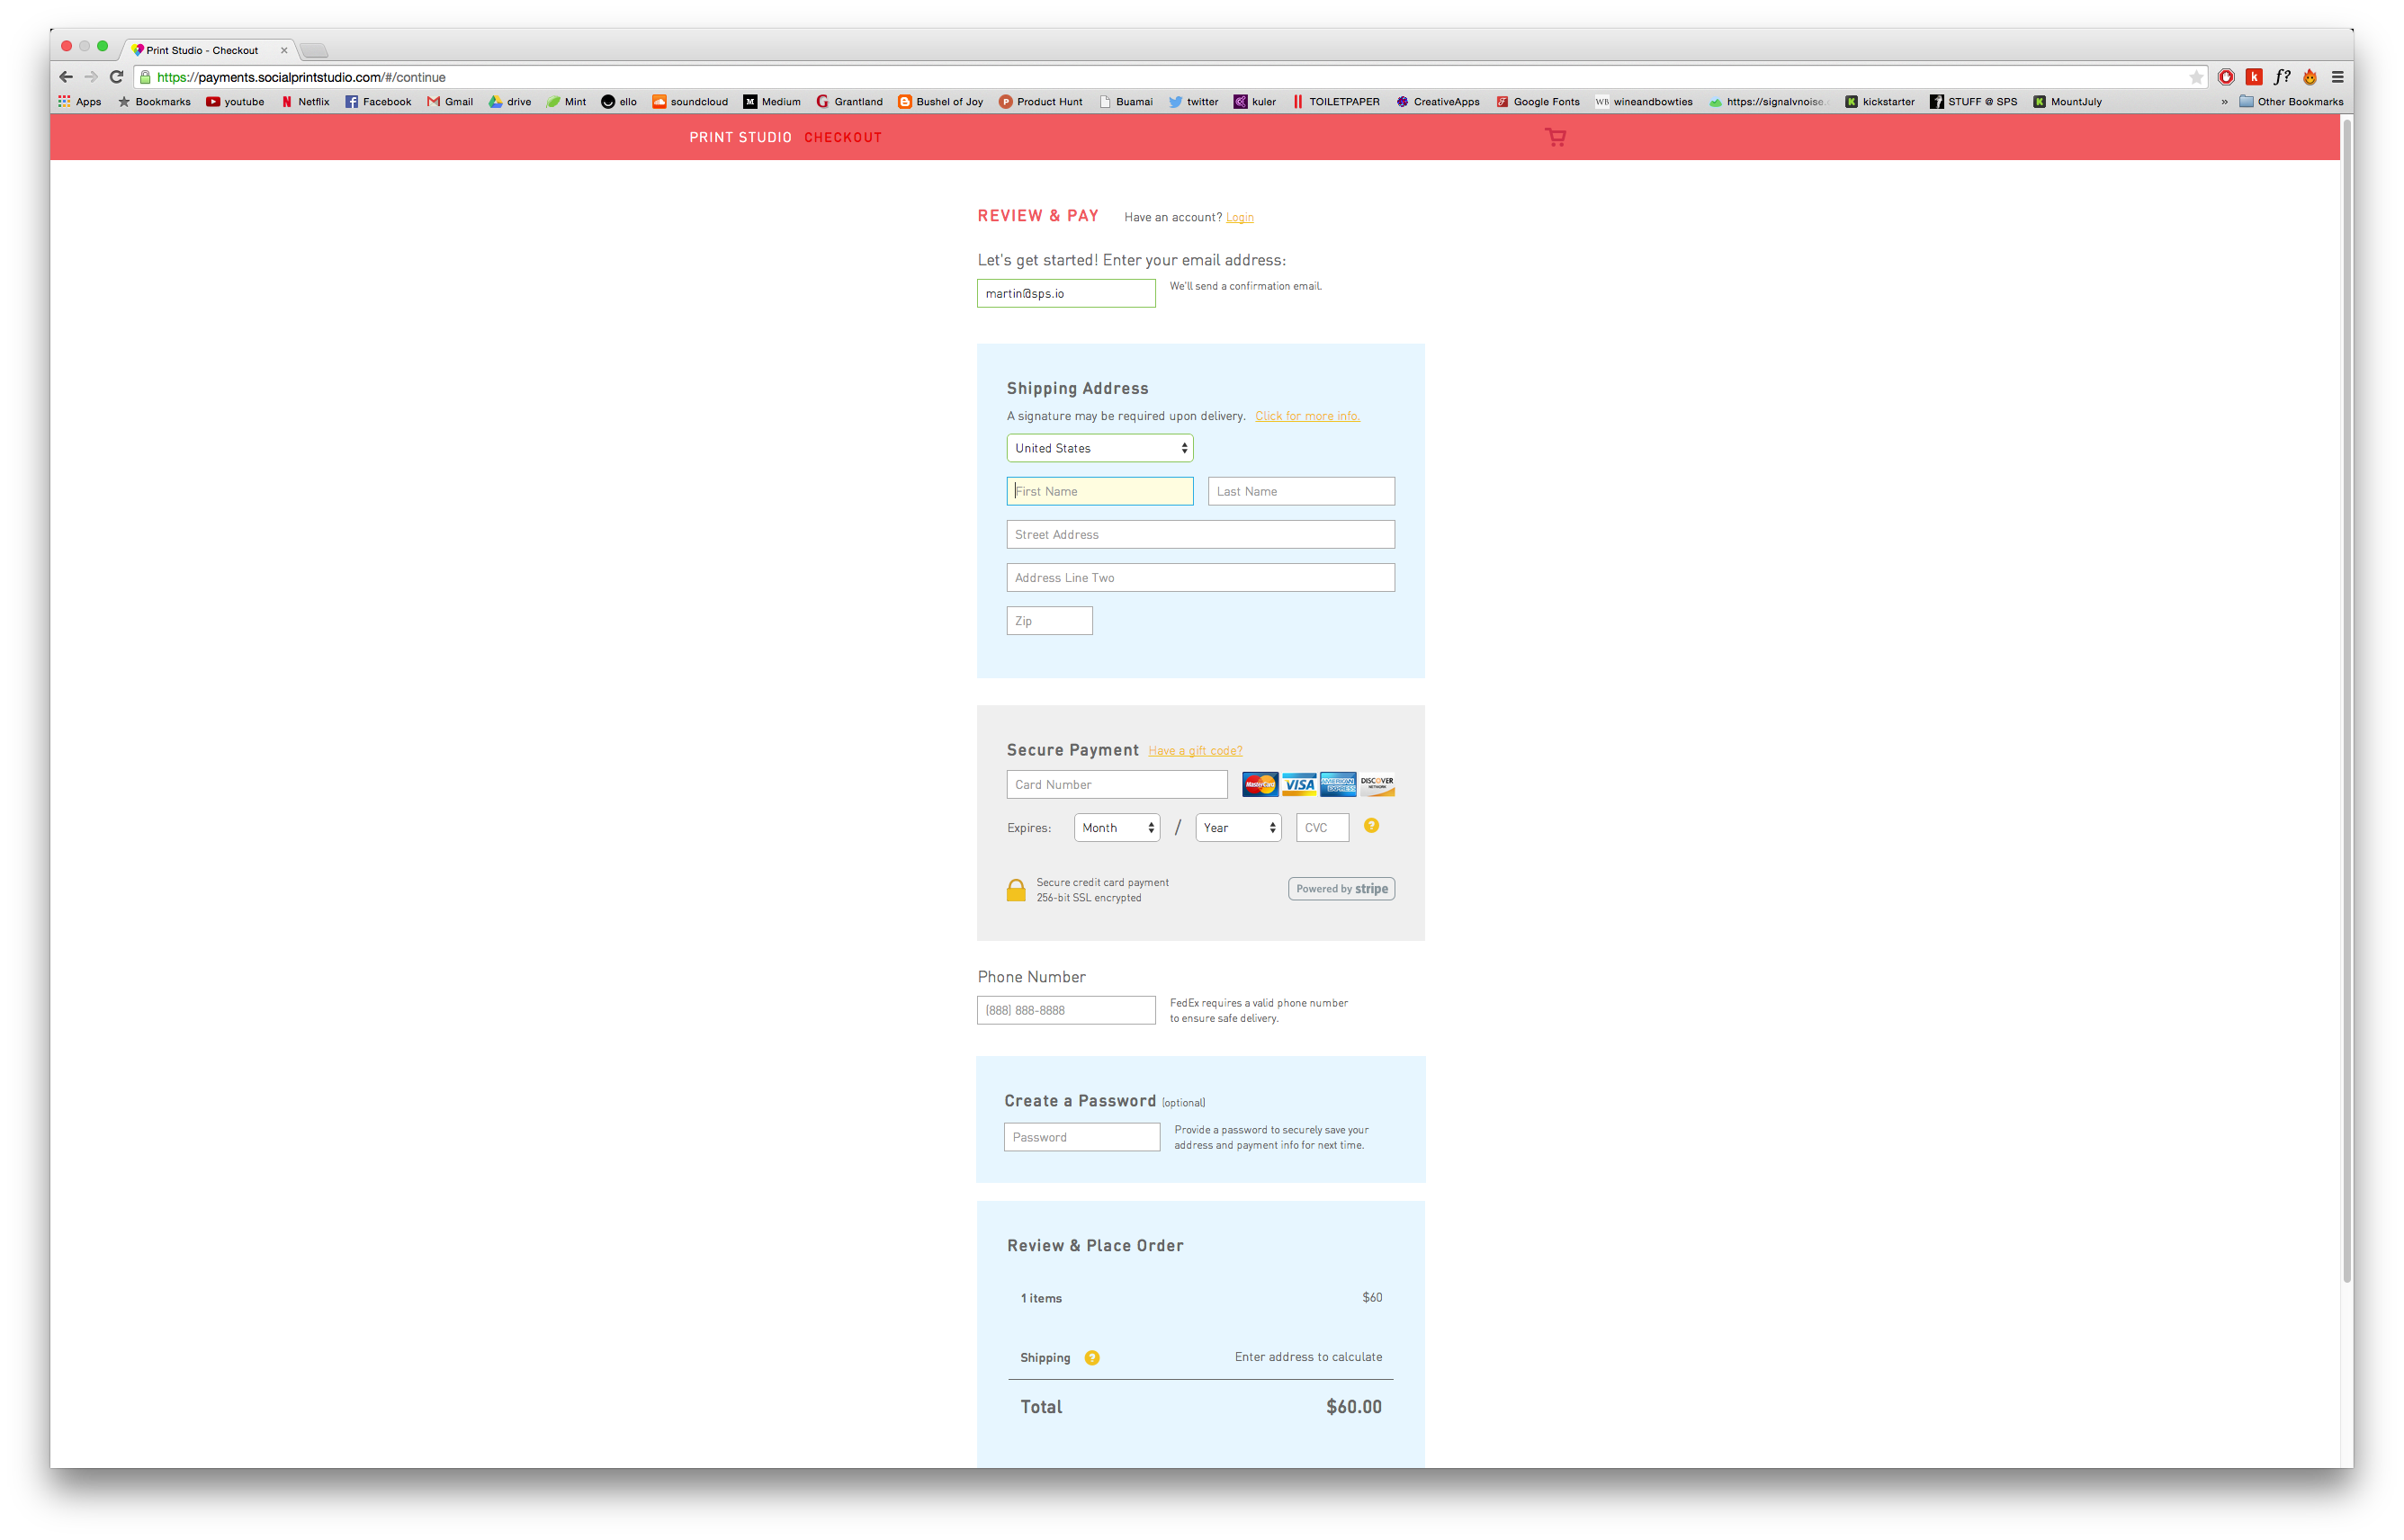 Print Studio - Checkout
https://payments.socialprintstudio.com/#/continue
Apps Bookmarks youtube Netflix Facebook Gmail drive Mint ello soundcloud Medium Grantland Bushel of Joy Product Hunt Buamai twitter kuler TOILETPAPER CreativeApps Google Fonts WB wineandbowties https://signalvnoise. kickstarter STUFF @ SPS MountJuly » Other Bookmarks
PRINT STUDIO CHECKOUT
REVIEW & PAY Have an account? Login
Let's get started! Enter your email address:
martin@sps.io We'll send a confirmation email.
Shipping Address
A signature may be required upon delivery. Click for more info.
United States
First Name Last Name
Street Address
Address Line Two
Zip
Secure Payment Have a gift code?
Card Number MasterCard VISA AMERICAN EXPRESS DISCOVER NETWORK
Expires: Month / Year CVC ?
Secure credit card payment
256-bit SSL encrypted
Powered by stripe
Phone Number
(888) 888-8888 FedEx requires a valid phone number
to ensure safe delivery.
Create a Password (optional)
Password Provide a password to securely save your
address and payment info for next time.
Review & Place Order
1 items $60
Shipping ? Enter address to calculate
Total $60.00